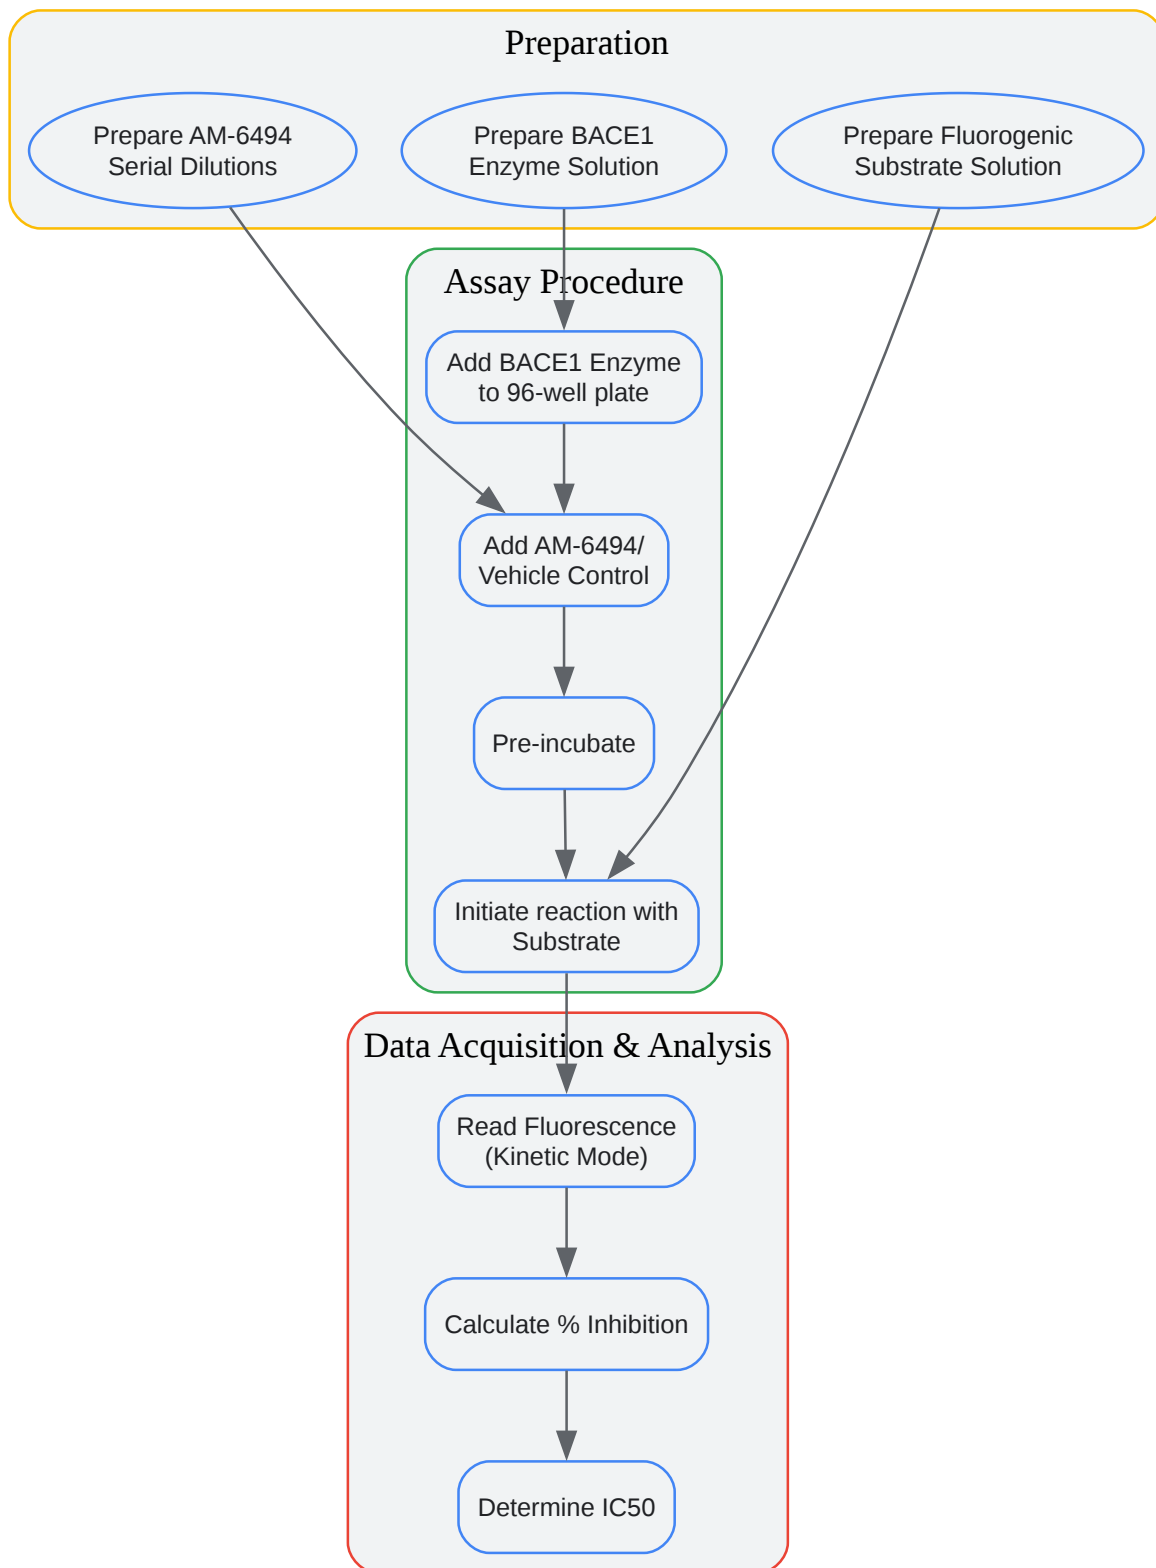 Preparation
Prepare AM-6494
Serial Dilutions
Prepare BACE1
Enzyme Solution
Prepare Fluorogenic
Substrate Solution
Assay Procedure
Add BACE1 Enzyme
to 96-well plate
Add AM-6494/
Vehicle Control
Pre-incubate
Initiate reaction with
Substrate
Data Acquisition & Analysis
Read Fluorescence
(Kinetic Mode)
Calculate % Inhibition
Determine IC50